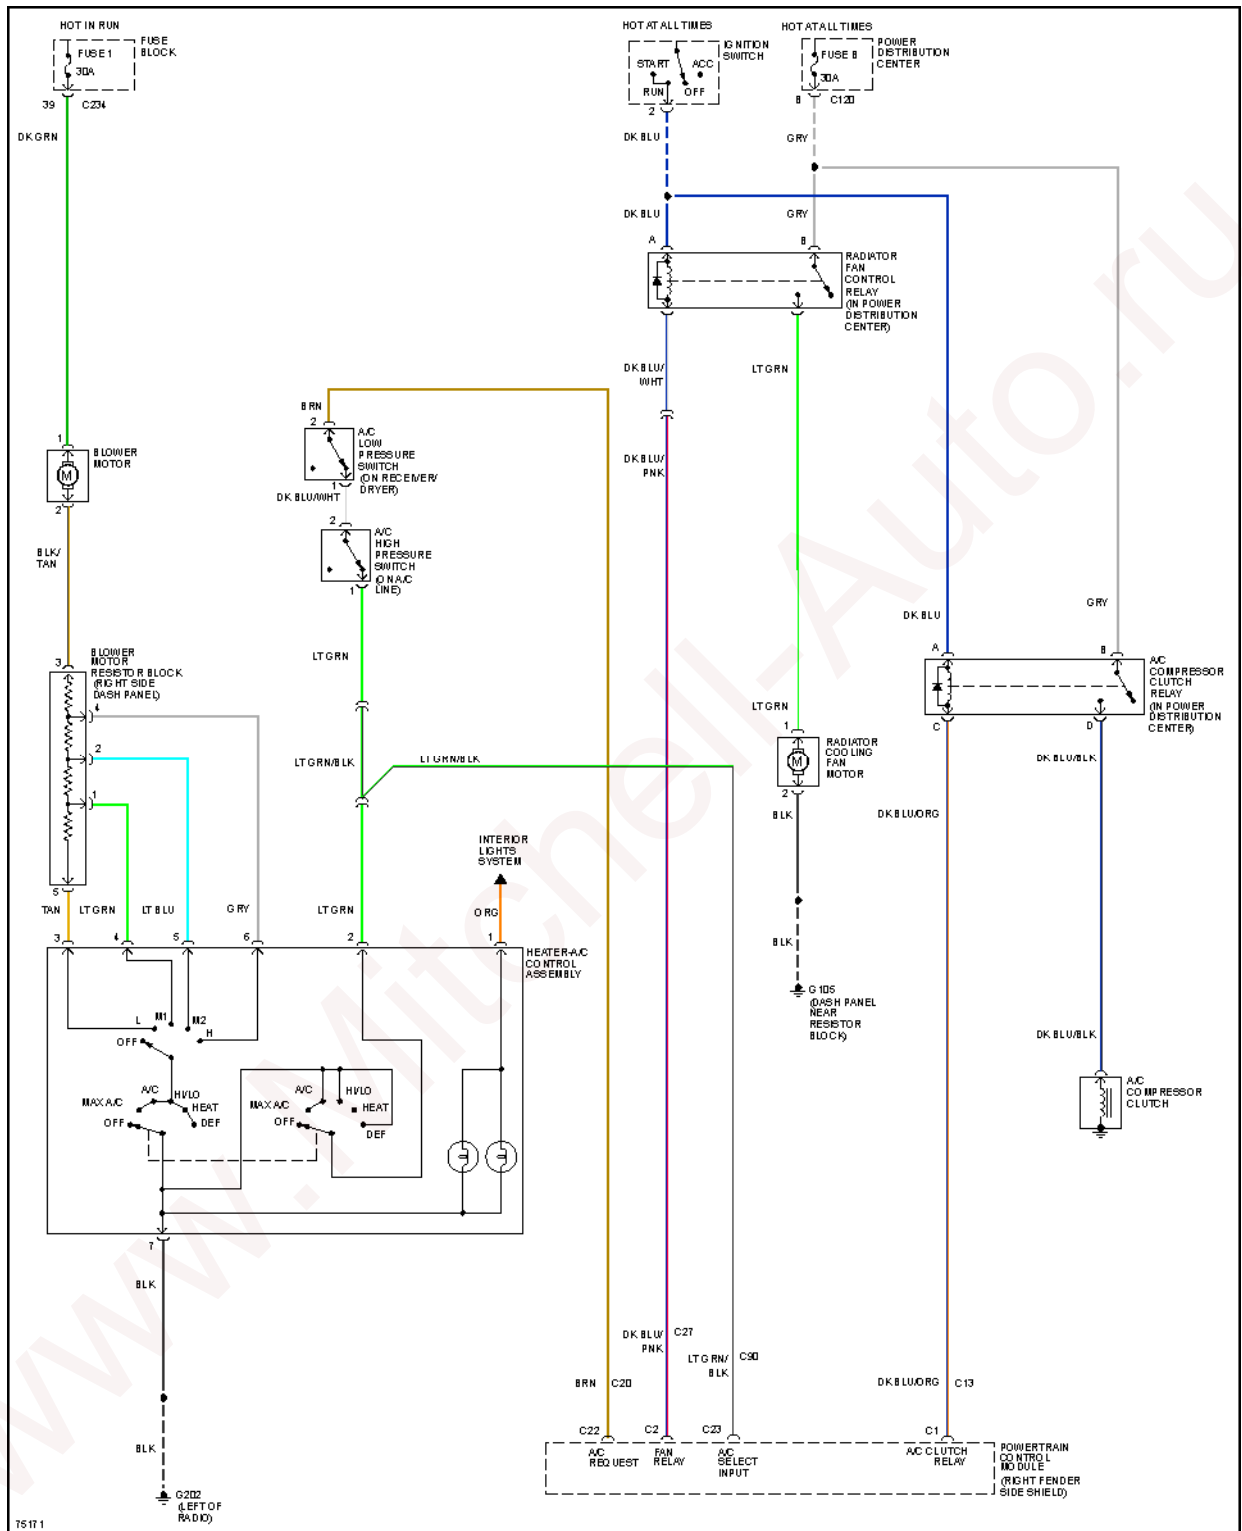 HOT IN RUN
FUSE 1
30A
FUSE
BLOCK
39
C234
DK GRN
HOT AT ALL TIMES
IGNITION
SWITCH
START
ACC
RUN
OFF
2
DK BLU
DK BLU
A
HOT AT ALL TIMES
FUSE 8
30A
POWER
DISTRIBUTION
CENTER
8
C120
GRY
GRY
B
RADIATOR
FAN
CONTROL
RELAY
(IN POWER
DISTRIBUTION
CENTER)
DK BLU/
WHT
LT GRN
DK BLU/
PNK
1
BLOWER
MOTOR
M
2
BLK/
TAN
BRN
2
A/C
LOW
PRESSURE
SWITCH
(ON RECEIVER/
DRYER)
1
DK BLU/WHT
2
A/C
HIGH
PRESSURE
SWITCH
(ON A/C
LINE)
1
LT GRN
DK BLU
GRY
A
B
A/C
COMPRESSOR
CLUTCH
RELAY
(IN POWER
DISTRIBUTION
CENTER)
C
D
3
BLOWER
MOTOR
RESISTOR BLOCK
(RIGHT SIDE
DASH PANEL)
4
2
1
5
LT GRN
1
RADIATOR
COOLING
FAN
MOTOR
M
2
LT GRN/BLK
LT GRN/BLK
DK BLU/BLK
BLK
DK BLU/ORG
INTERIOR
LIGHTS
SYSTEM
TAN
LT GRN
LT BLU
GRY
LT GRN
ORG
3
4
5
6
2
1
HEATER-A/C
CONTROL
ASSEMBLY
BLK
G105
(DASH PANEL
NEAR
RESISTOR
BLOCK)
L
M1
M2
H
OFF
DK BLU/BLK
A/C
COMPRESSOR
CLUTCH
A/C
HI/LO
MAX A/C
HEAT
OFF
DEF
A/C
HI/LO
MAX A/C
HEAT
OFF
DEF
7
BLK
BLK
G202
(LEFT OF
RADIO)
DK BLU/
PNK
C27
LT GRN/
BLK
C90
BRN
C20
DK BLU/ORG
C13
C22
C2
C23
C1
A/C
REQUEST
FAN
RELAY
A/C
SELECT
INPUT
A/C CLUTCH
RELAY
POWERTRAIN
CONTROL
MODULE
(RIGHT FENDER
SIDE SHIELD)
75171
www.Mitchell-Auto.ru